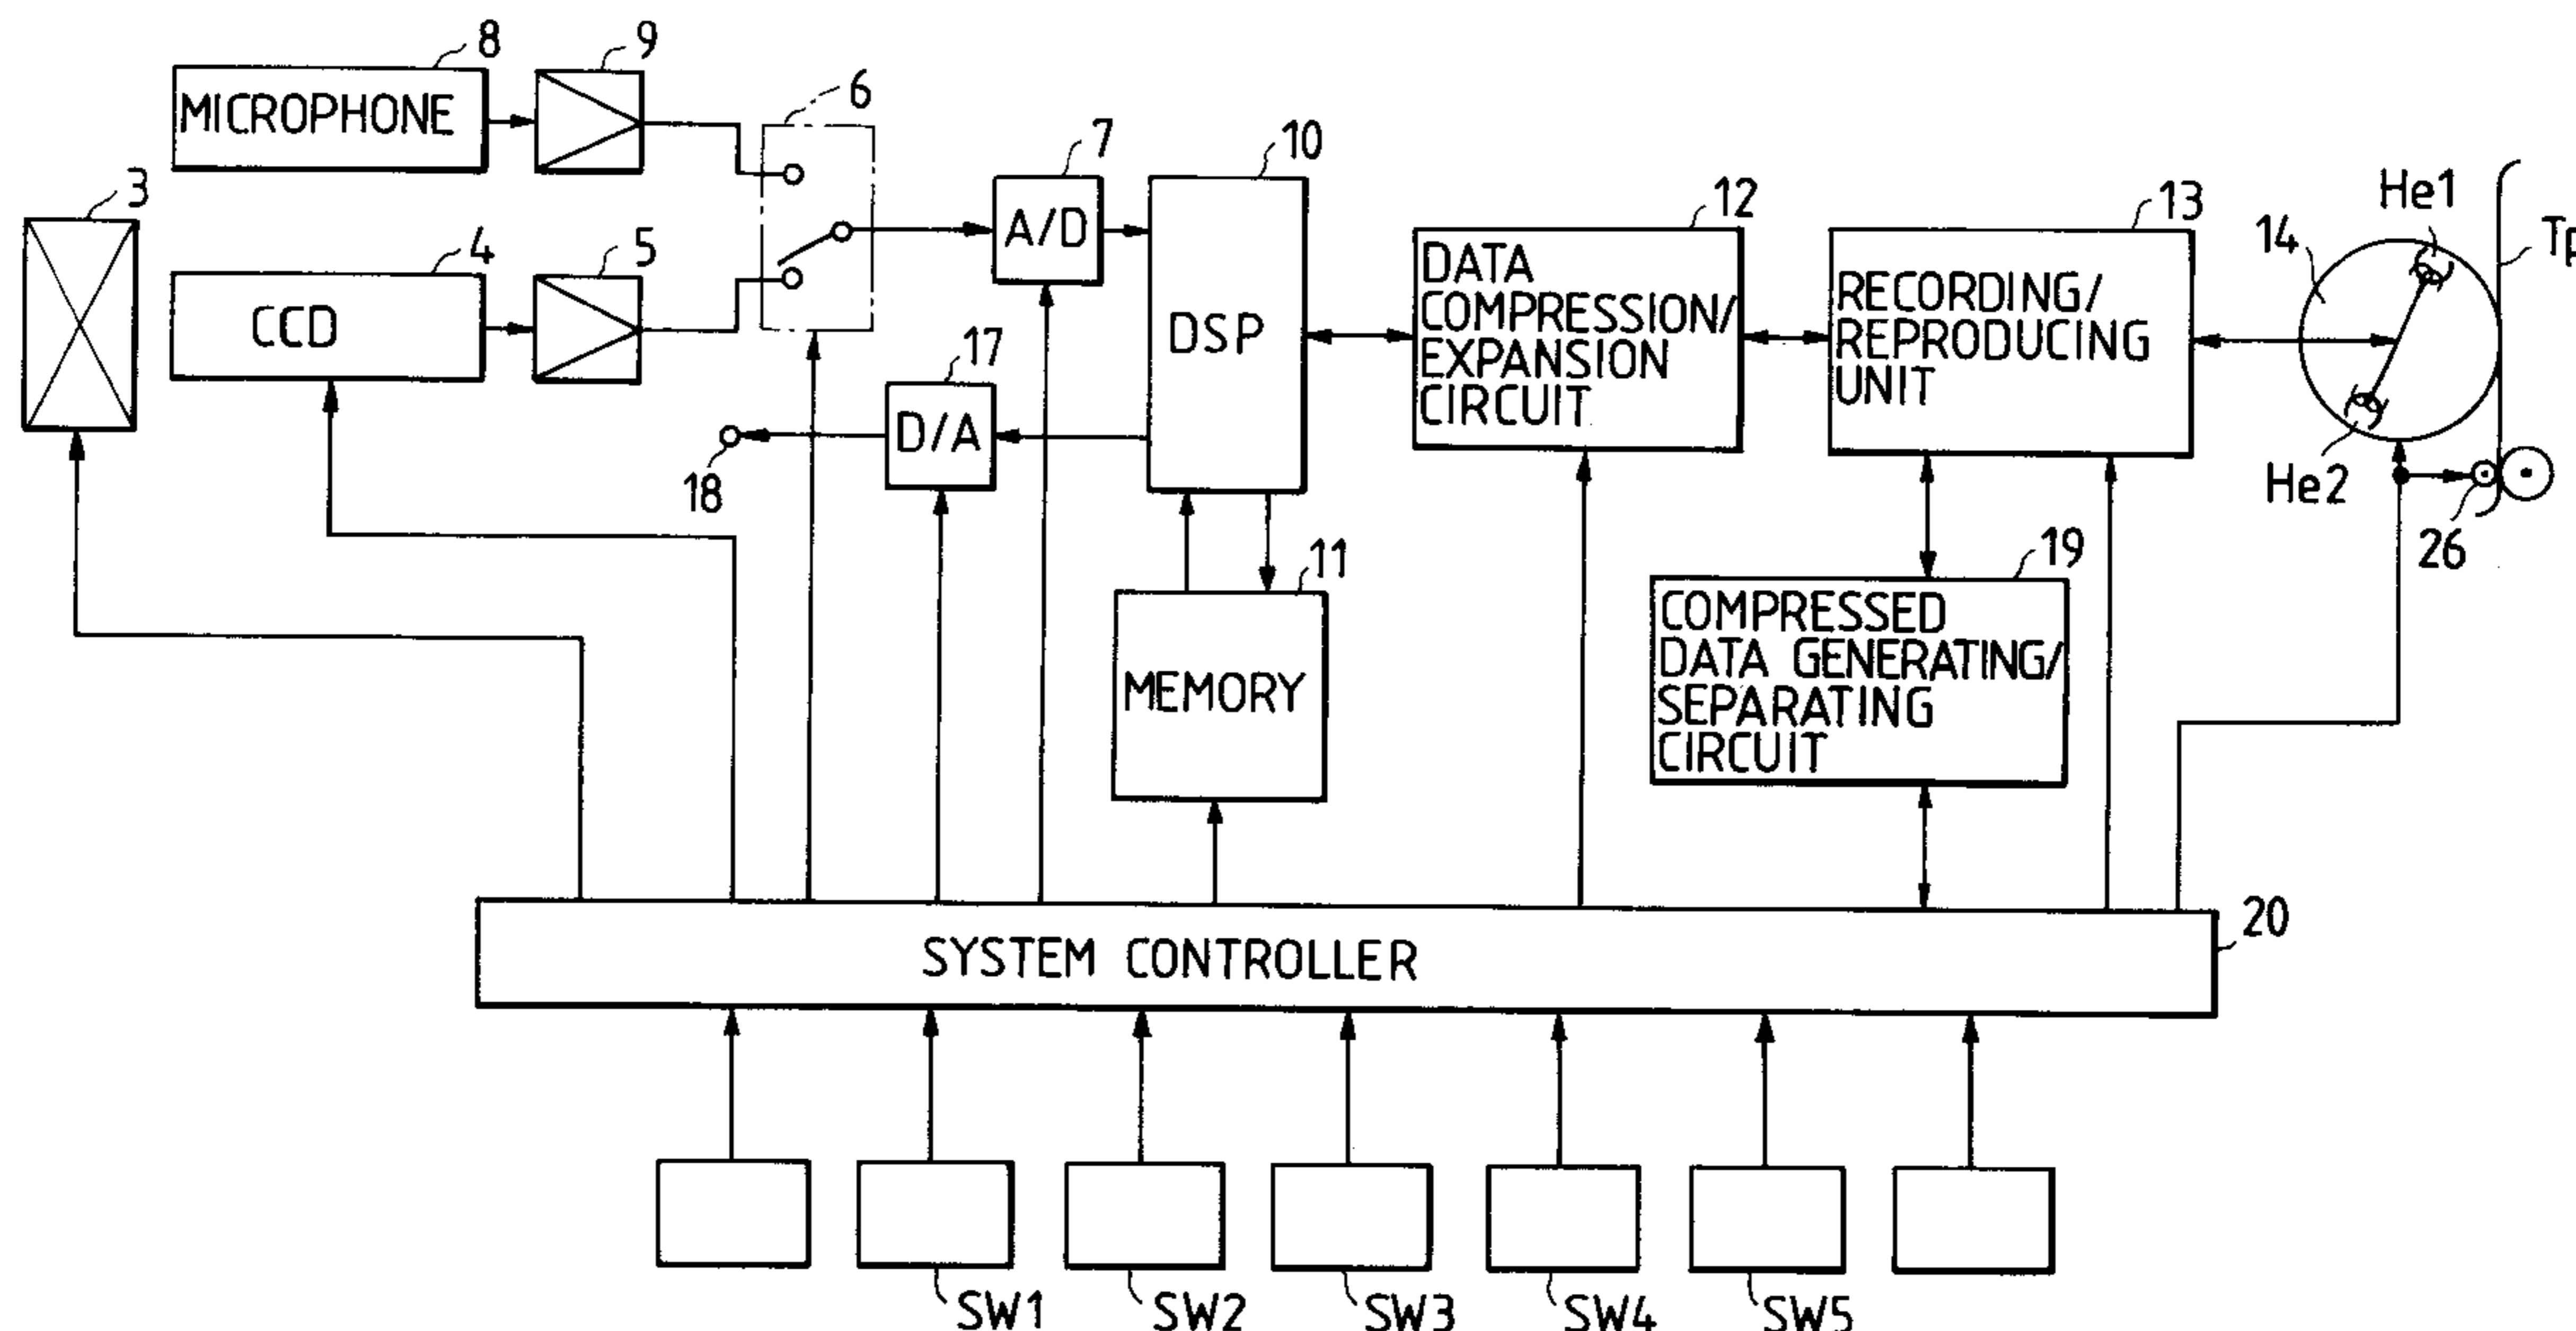 8
9
MICROPHONE
6
3
4
5
CCD
7
A/D
10
DSP
17
D/A
18
12
DATA
COMPRESSION/
EXPANSION
CIRCUIT
13
RECORDING/
REPRODUCING
UNIT
He1
14
He2
26
11
MEMORY
19
COMPRESSED
DATA GENERATING/
SEPARATING
CIRCUIT
SYSTEM CONTROLLER
20
SW1
SW2
SW3
SW4
SW5